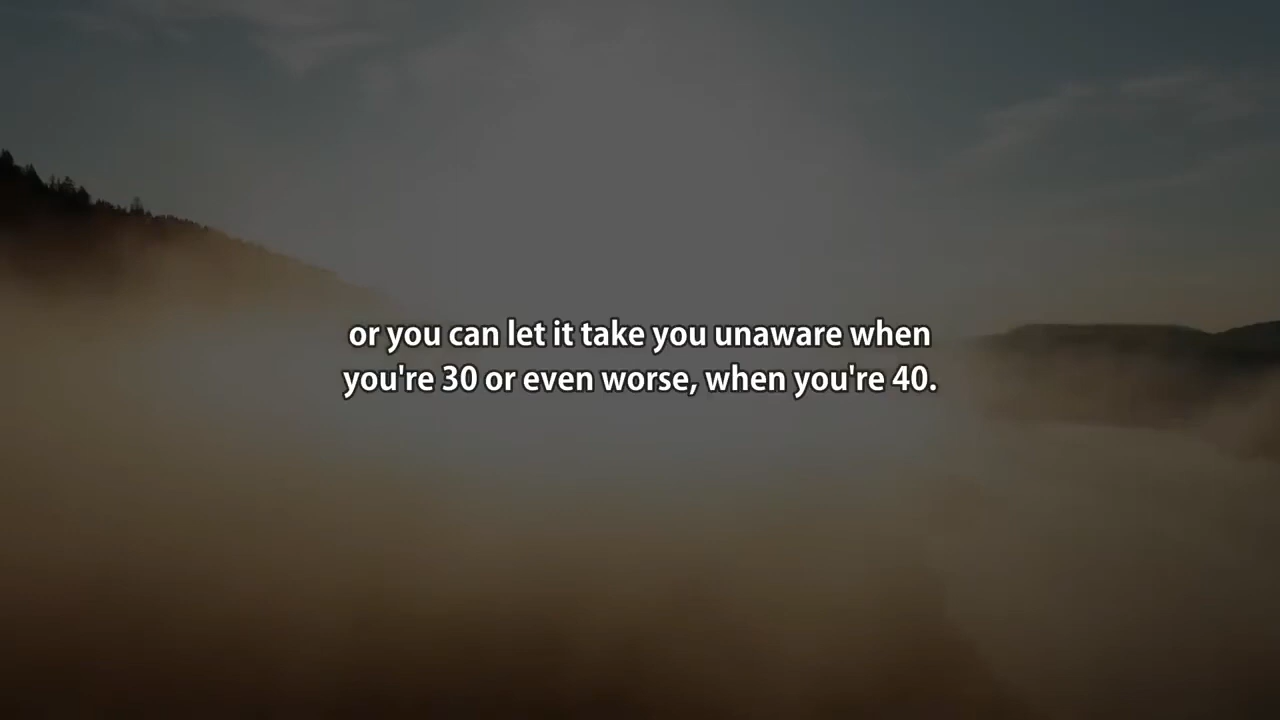 or you can let it take you unaware when
you're 30 or even worse, when you're 40.